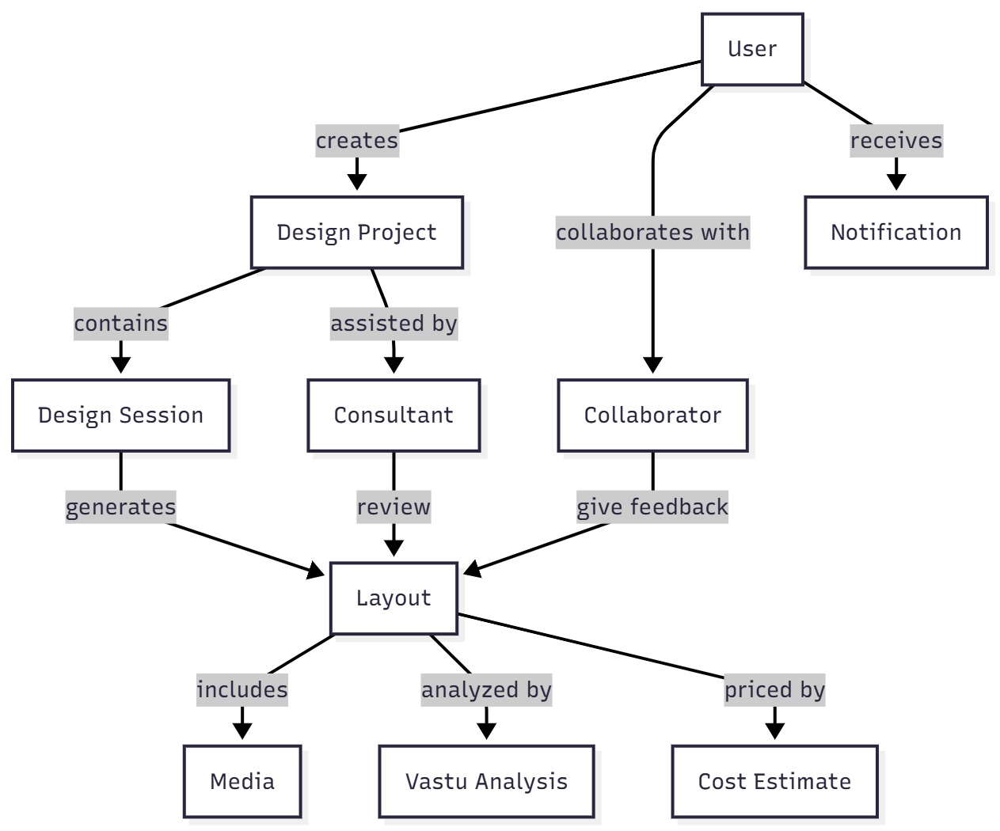 User
creates
receives
Design Project
collaborates with
Notification
contains
assisted by
Design Session
Consultant
Collaborator
generates
review
give feedback
Layout
includes
analyzed by
priced by
Media
Vastu Analysis
Cost Estimate